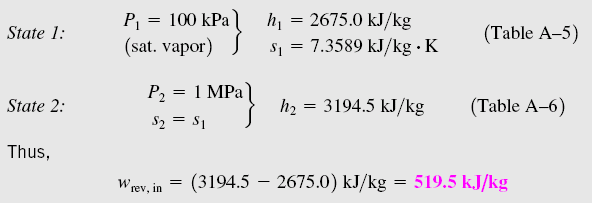 State 1: P₁ = 100 kPa (sat. vapor) } h₁ = 2675.0 kJ/kg s₁ = 7.3589 kJ/kg · K (Table A–5)
State 2: P₂ = 1 MPa s₂ = s₁ } h₂ = 3194.5 kJ/kg (Table A–6)
Thus,
w_rev, in = (3194.5 − 2675.0) kJ/kg = 519.5 kJ/kg